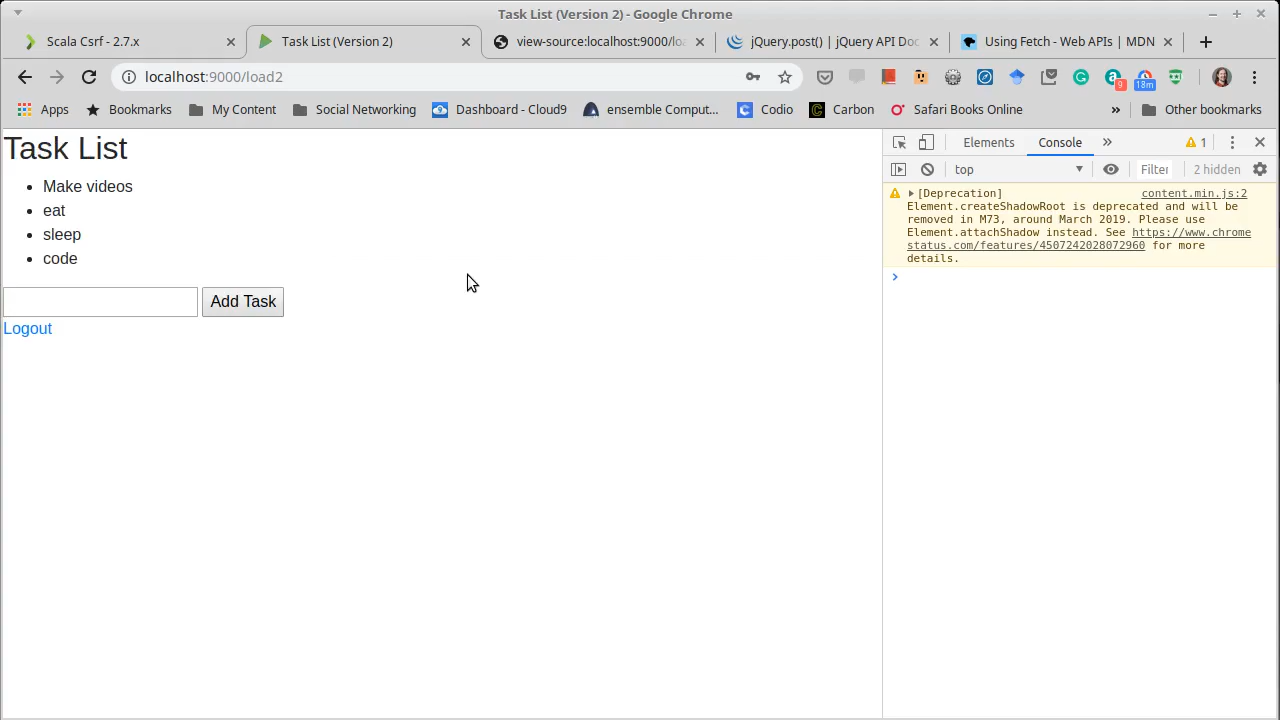 Task List (Version 2) - Google Chrome
Scala Csrf - 2.7.x
Task List (Version 2)
view-source:localhost:9000/loa
jQuery.post() | jQuery API Doc
Using Fetch - Web APIs | MDN
localhost:9000/load2
9
18m
Apps
Bookmarks
My Content
Social Networking
Dashboard - Cloud9
ensemble Comput...
Codio
Carbon
Safari Books Online
»
Other bookmarks
Task List
Make videos
eat
sleep
code
Add Task
Logout
Elements
Console
»
1
top
Filter
2 hidden
[Deprecation] content.min.js:2
Element.createShadowRoot is deprecated and will be
removed in M73, around March 2019. Please use
Element.attachShadow instead. See https://www.chrome
status.com/features/4507242028072960 for more
details.